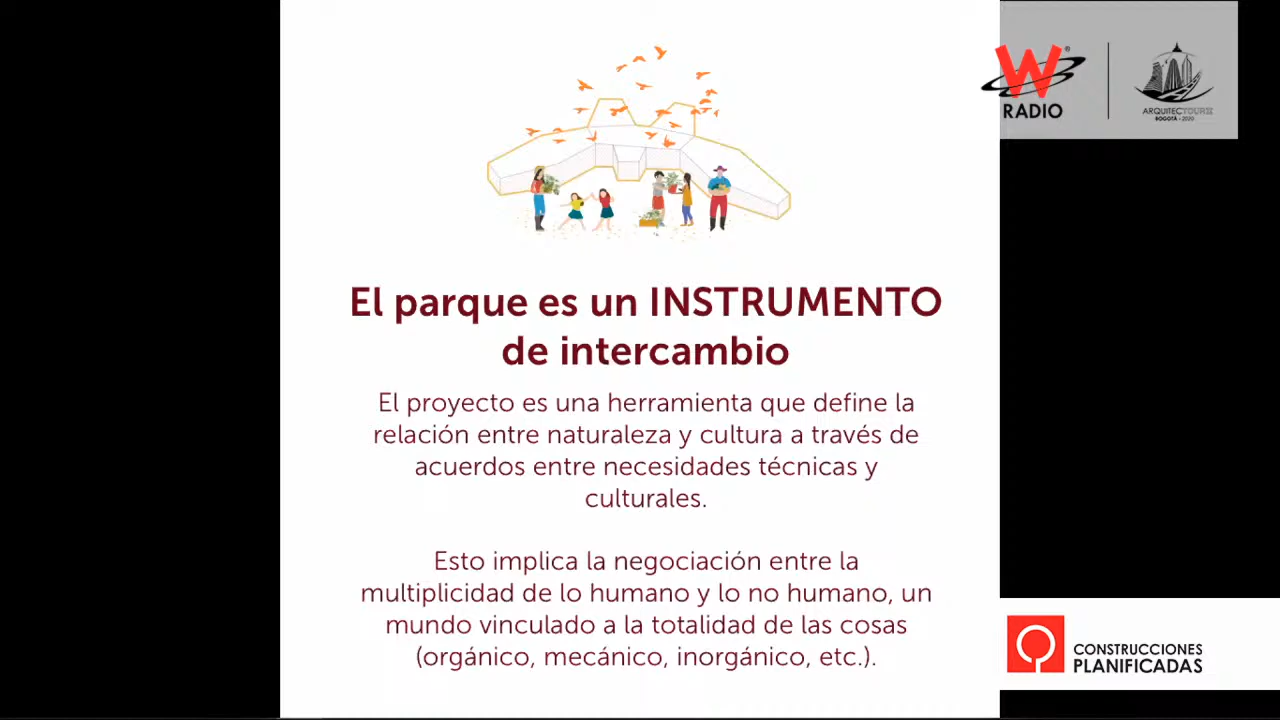 W®
RADIO
ARQUITECTOURS
BOGOTÁ - 2020
El parque es un INSTRUMENTO
de intercambio
El proyecto es una herramienta que define la
relación entre naturaleza y cultura a través de
acuerdos entre necesidades técnicas y
culturales.
Esto implica la negociación entre la
multiplicidad de lo humano y lo no humano, un
mundo vinculado a la totalidad de las cosas
(orgánico, mecánico, inorgánico, etc.).
CONSTRUCCIONES
PLANIFICADAS